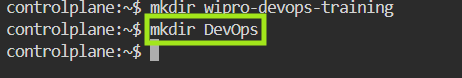 controlplane:~$ mkdir wipro-devops-training
controlplane:~$ mkdir DevOps
controlplane:~$